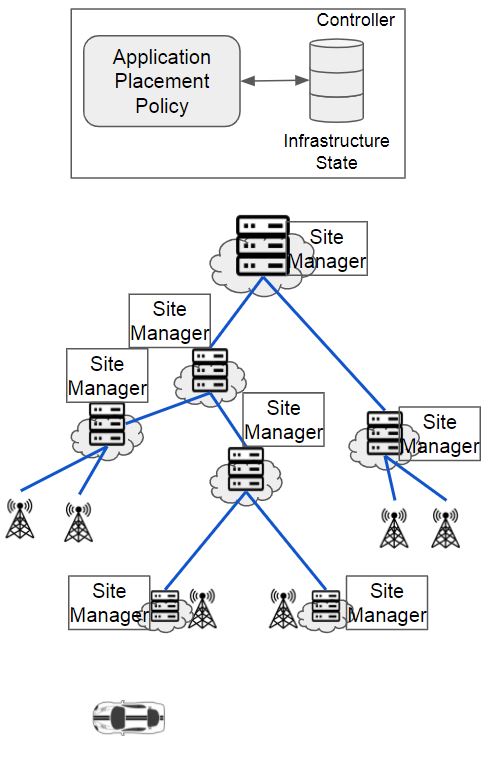 Controller
Application
Placement
Policy
Infrastructure
State
Site
Manager
Site
Manager
Site
Manager
Site
Manager
Site
Manager
Site
Manager
Site
Manager